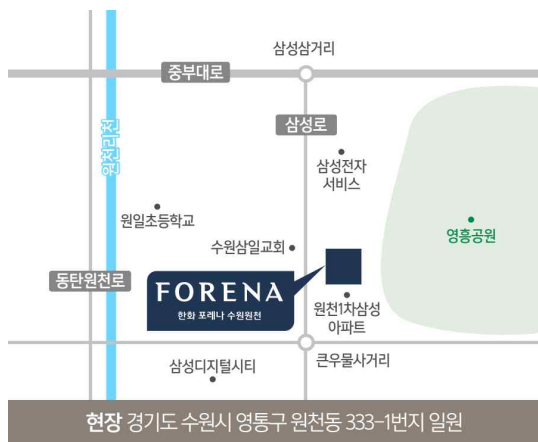 삼성삼거리
중부대로
삼성로
원천리천
삼성전자
서비스
원일초등학교
영흥공원
수원삼일교회
동탄원천로
FORENA
한화 포레나 수원원천
원천1차삼성
아파트
큰우물사거리
삼성디지털시티
현장 경기도 수원시 영통구 원천동 333-1번지 일원